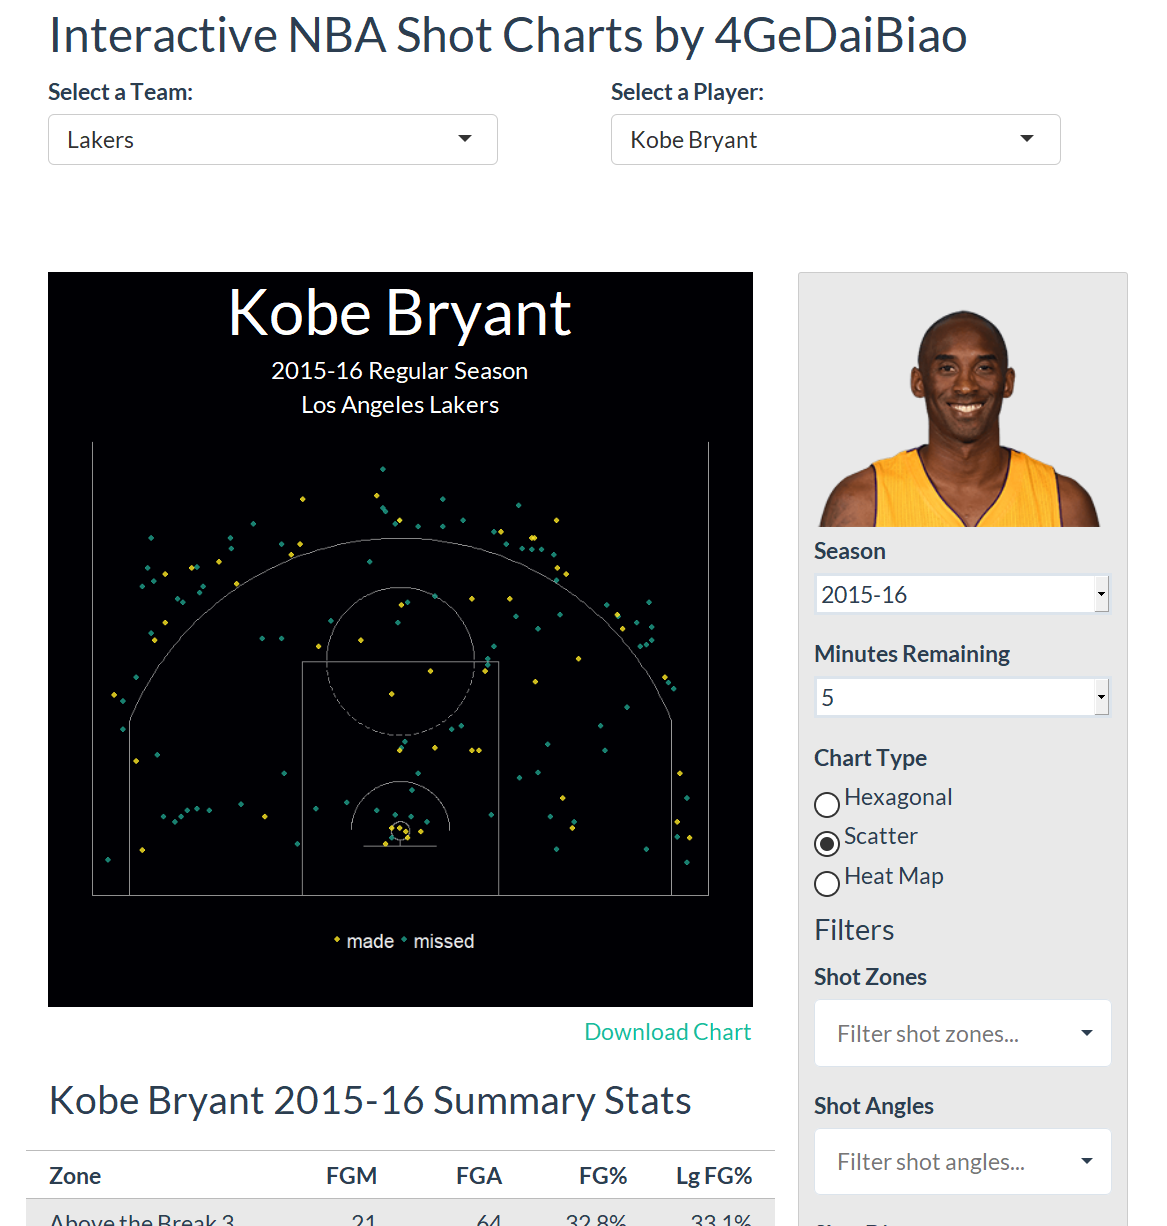 Interactive NBA Shot Charts by 4GeDaiBiao
Select a Team:
Select a Player:
Lakers
Kobe Bryant
Kobe Bryant
2015-16 Regular Season
Los Angeles Lakers
made missed
Download Chart
Season
2015-16
Minutes Remaining
5
Chart Type
Hexagonal
Scatter
Heat Map
Filters
Shot Zones
Filter shot zones...
Shot Angles
Filter shot angles...
Kobe Bryant 2015-16 Summary Stats
Zone FGM FGA FG% Lg FG%
Above the Break 3 21 64 32.8% 33.1%